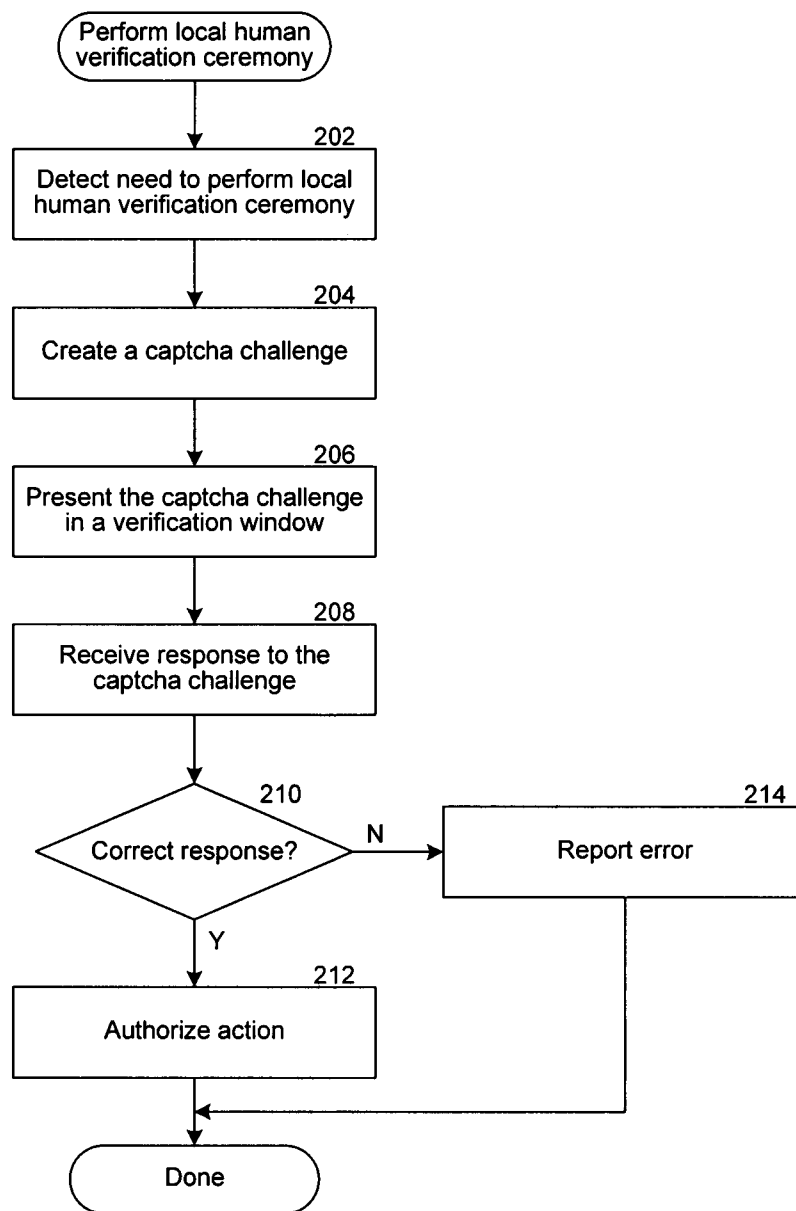 Perform local human
verification ceremony
202
Detect need to perform local
human verification ceremony
204
Create a captcha challenge
206
Present the captcha challenge
in a verification window
208
Receive response to the
captcha challenge
210
Correct response?
N
214
Report error
Y
212
Authorize action
Done